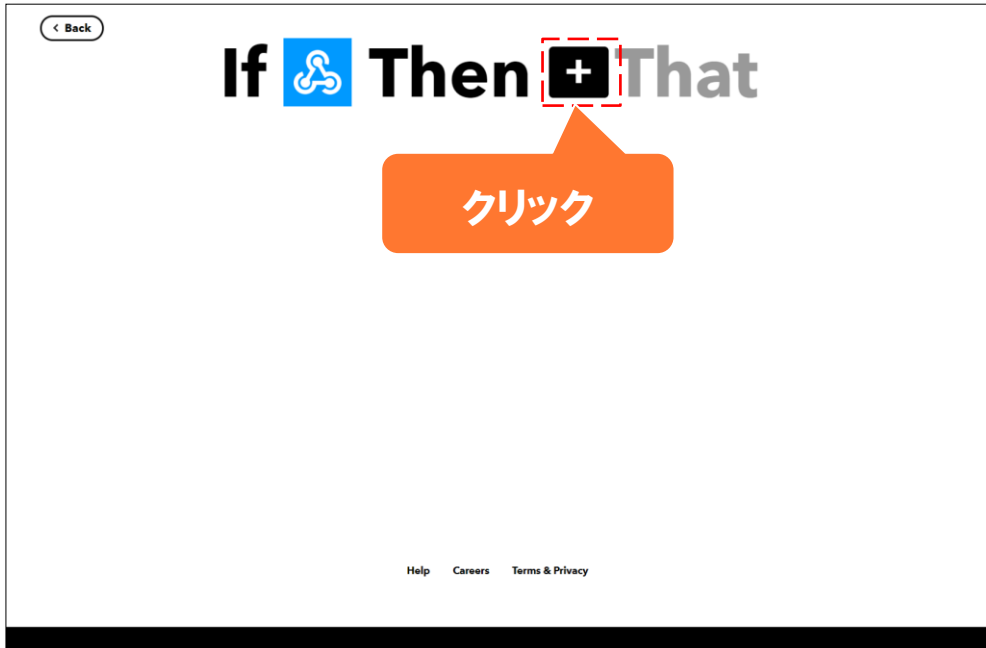 < Back
If Then + That
クリック
Help Careers Terms & Privacy